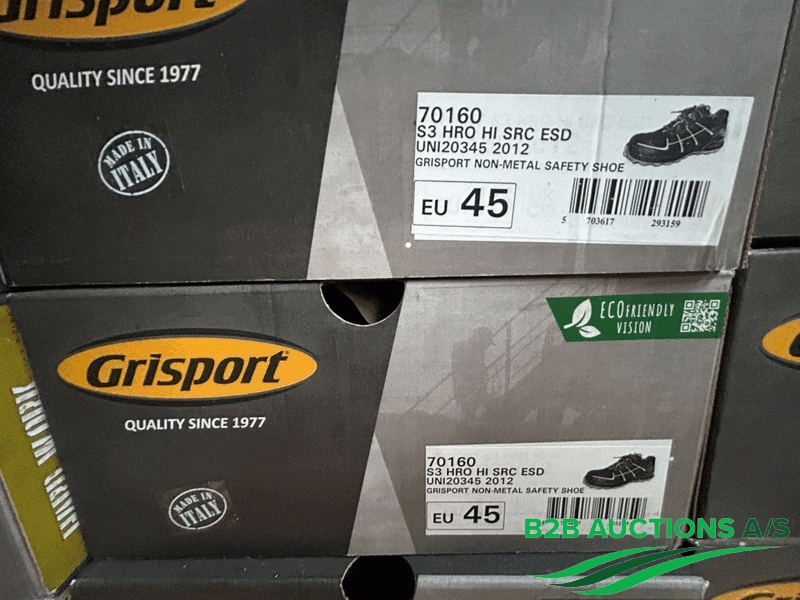 Grisport
QUALITY SINCE 1977
MADE IN
ITALY
70160
S3 HRO HI SRC ESD
UNI20345 2012
GRISPORT NON-METAL SAFETY SHOE
EU 45
5 703617 293159
ECOFRIENDLY
VISION
Grisport
QUALITY SINCE 1977
MADE IN
ITALY
70160
S3 HRO HI SRC ESD
UNI20345 2012
GRISPORT NON-METAL SAFETY SHOE
EU 45
B2B AUCTIONS A/S